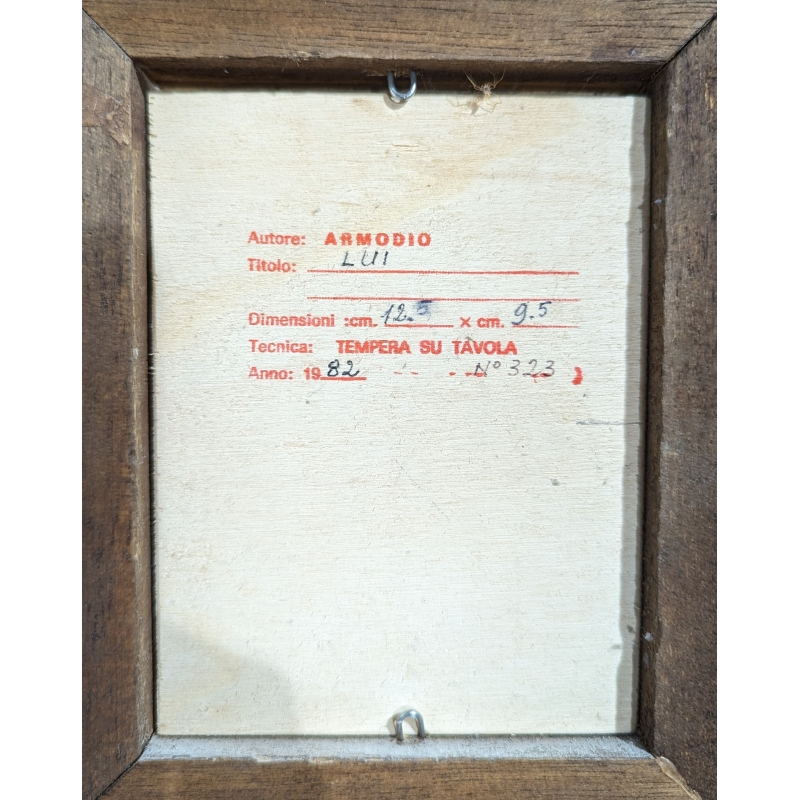 Autore: ARMODIO
Titolo: LUI
Dimensioni :cm. 12.5 x cm. 9.5
Tecnica: TEMPERA SU TAVOLA
Anno: 1982 N° 323